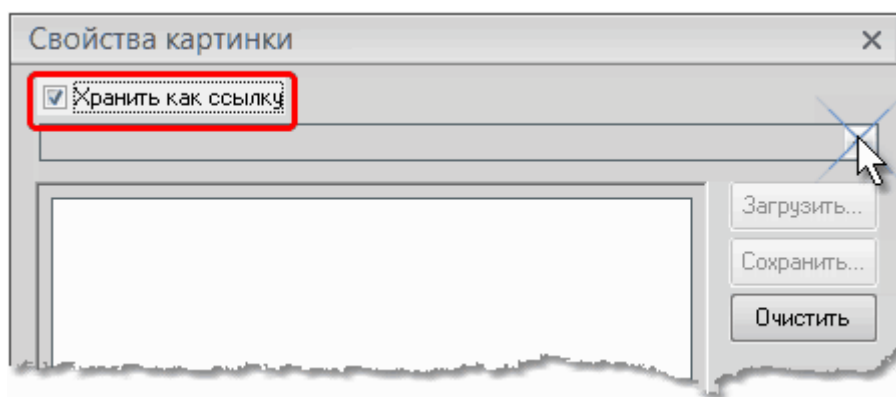 Свойства картинки
Хранить как ссылку
Загрузить...
Сохранить...
Очистить